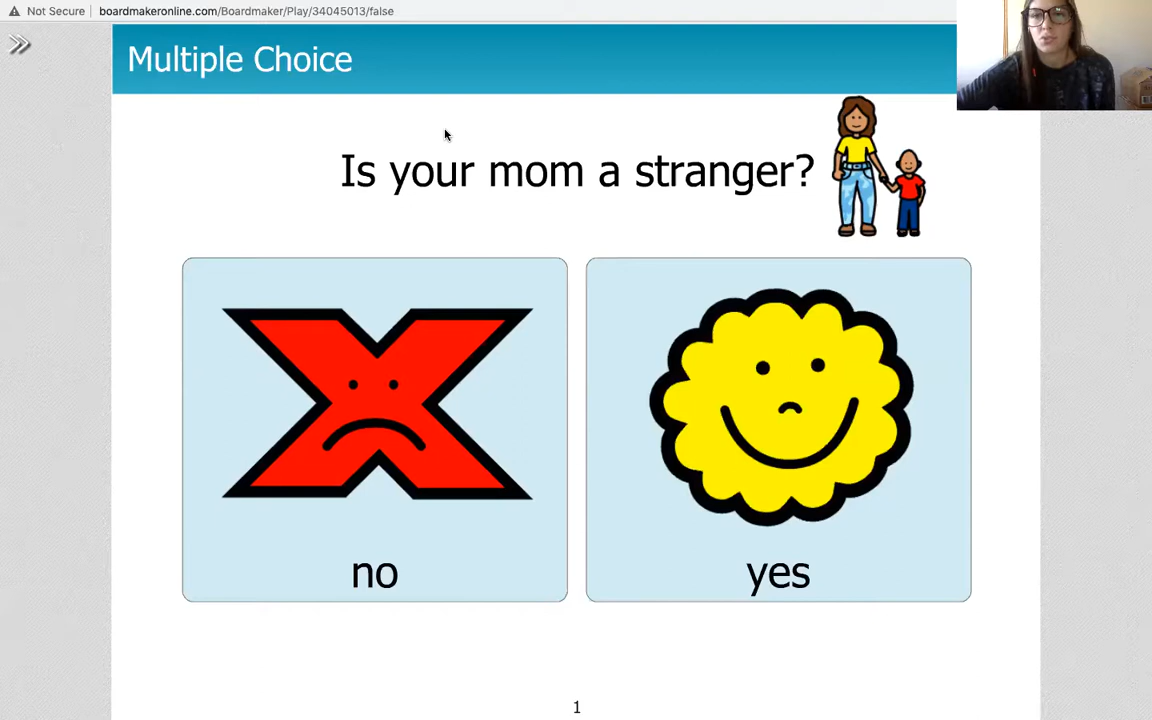 Not Secure
boardmakeronline.com/Boardmaker/Play/34045013/false
Multiple Choice
Is your mom a stranger?
no
yes
1